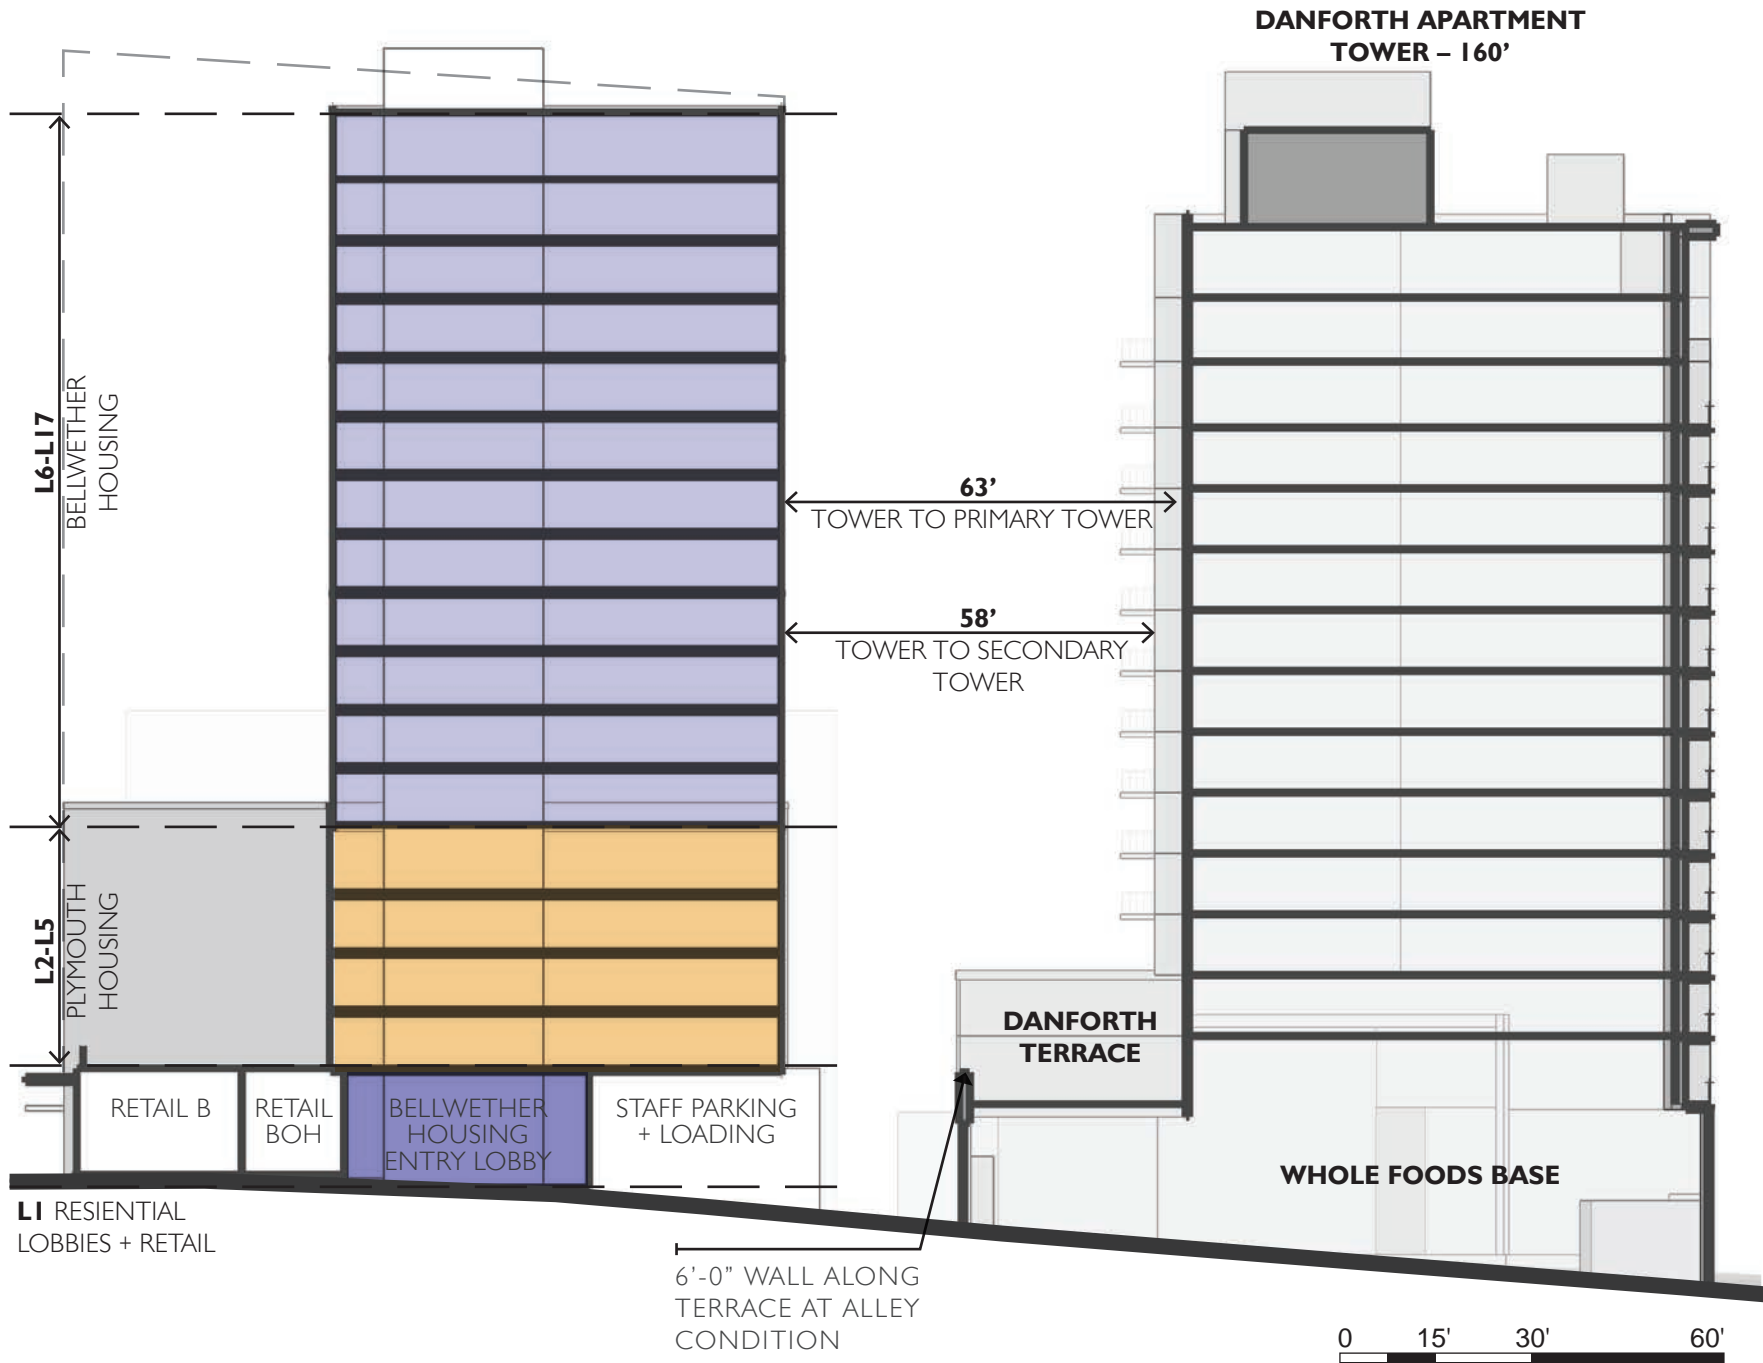 DANFORTH APARTMENT
TOWER – 160’
L6-L17
BELLWETHER
HOUSING
63’
TOWER TO PRIMARY TOWER
58’
TOWER TO SECONDARY
TOWER
L2-L5
PLYMOUTH
HOUSING
DANFORTH
TERRACE
RETAIL B
RETAIL
BOH
BELLWETHER
HOUSING
ENTRY LOBBY
STAFF PARKING
+ LOADING
WHOLE FOODS BASE
L1 RESIENTIAL
LOBBIES + RETAIL
6’-0” WALL ALONG
TERRACE AT ALLEY
CONDITION
0 15' 30' 60'